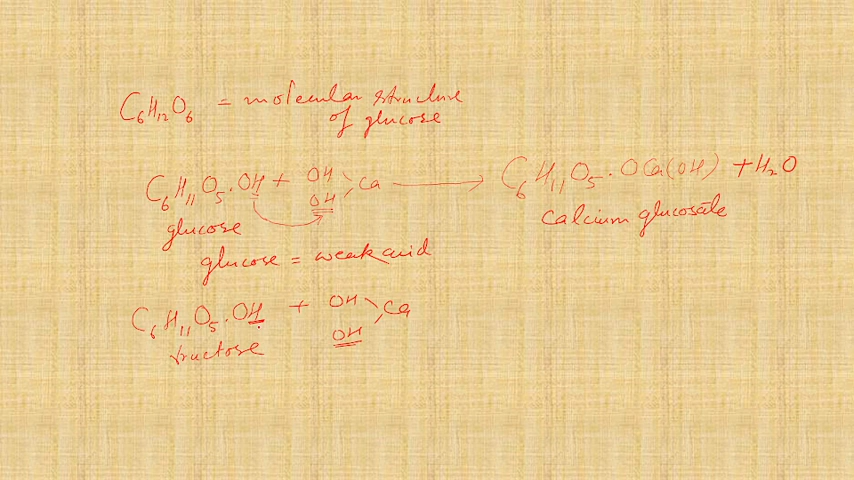 C₆H₁₂O₆ = molecular structure
of glucose
C₆H₁₁O₅.OH + OH
OH > Ca → C₆H₁₁O₅.OCa(OH) + H₂O
glucose
calcium glucosate
glucose = weak acid
C₆H₁₁O₅.OH + OH
OH > Ca
fructose